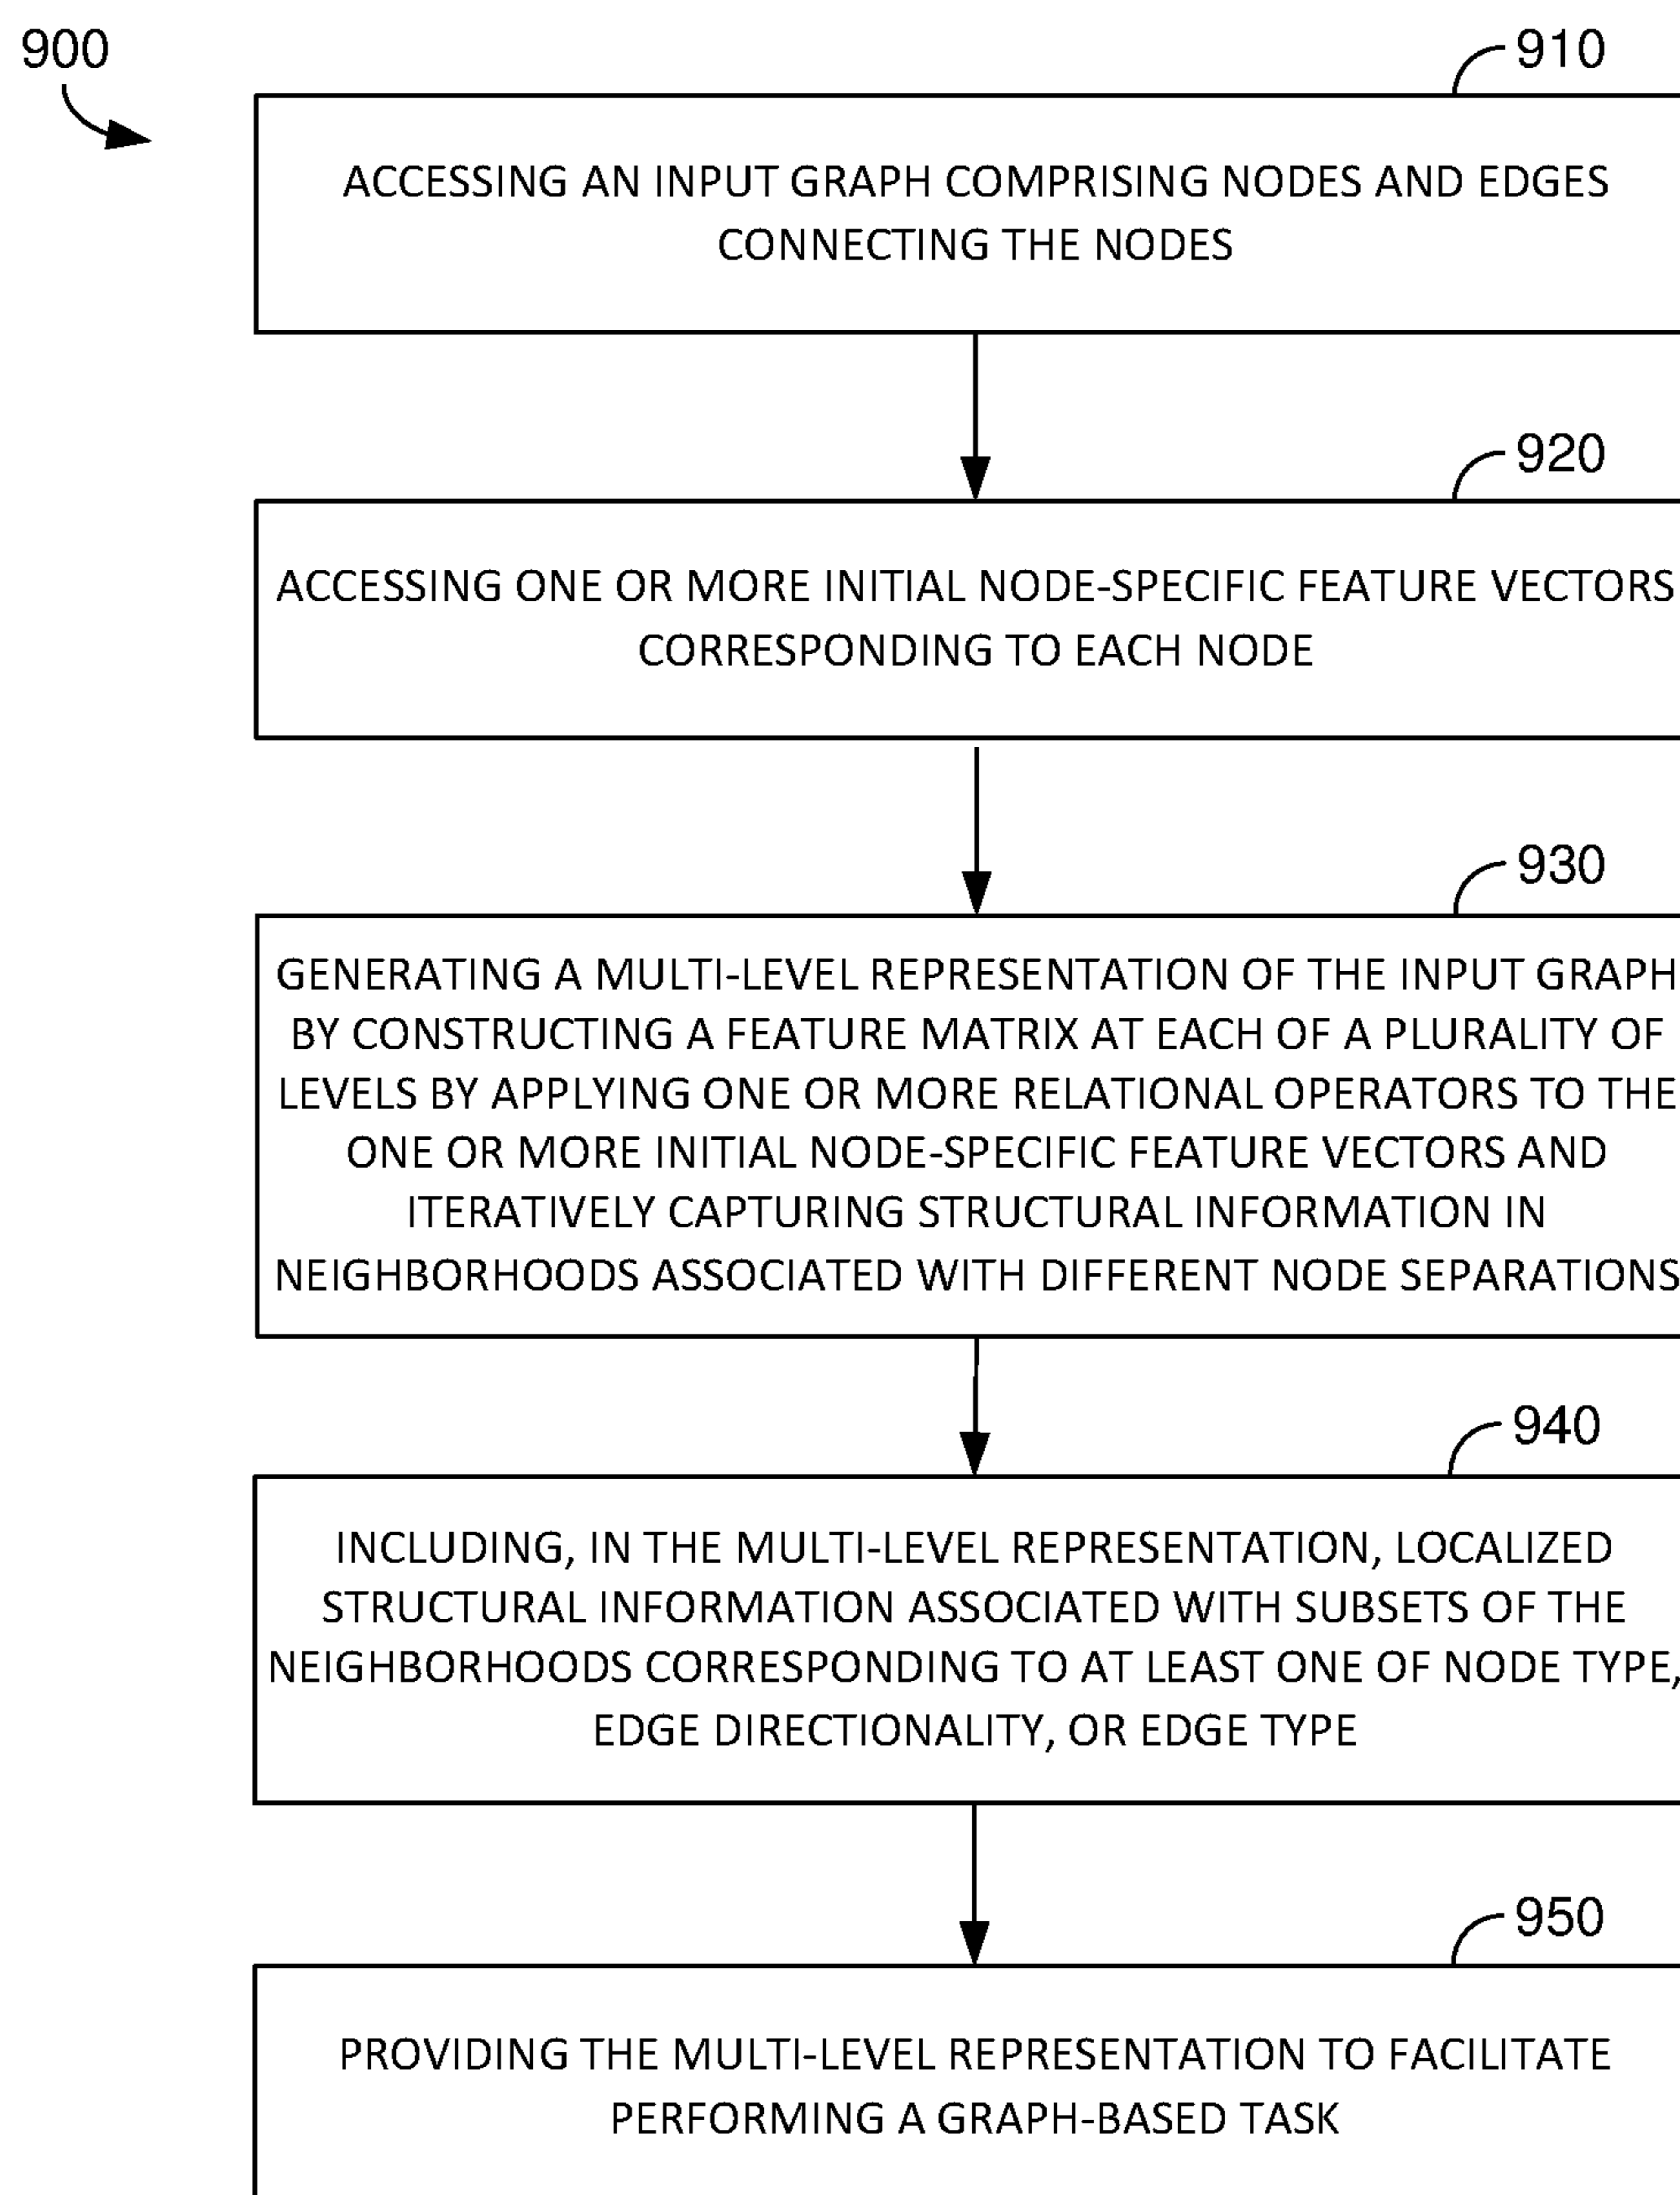 900
910
ACCESSING AN INPUT GRAPH COMPRISING NODES AND EDGES
CONNECTING THE NODES
920
ACCESSING ONE OR MORE INITIAL NODE-SPECIFIC FEATURE VECTORS
CORRESPONDING TO EACH NODE
930
GENERATING A MULTI-LEVEL REPRESENTATION OF THE INPUT GRAPH
BY CONSTRUCTING A FEATURE MATRIX AT EACH OF A PLURALITY OF
LEVELS BY APPLYING ONE OR MORE RELATIONAL OPERATORS TO THE
ONE OR MORE INITIAL NODE-SPECIFIC FEATURE VECTORS AND
ITERATIVELY CAPTURING STRUCTURAL INFORMATION IN
NEIGHBORHOODS ASSOCIATED WITH DIFFERENT NODE SEPARATIONS
940
INCLUDING, IN THE MULTI-LEVEL REPRESENTATION, LOCALIZED
STRUCTURAL INFORMATION ASSOCIATED WITH SUBSETS OF THE
NEIGHBORHOODS CORRESPONDING TO AT LEAST ONE OF NODE TYPE,
EDGE DIRECTIONALITY, OR EDGE TYPE
950
PROVIDING THE MULTI-LEVEL REPRESENTATION TO FACILITATE
PERFORMING A GRAPH-BASED TASK